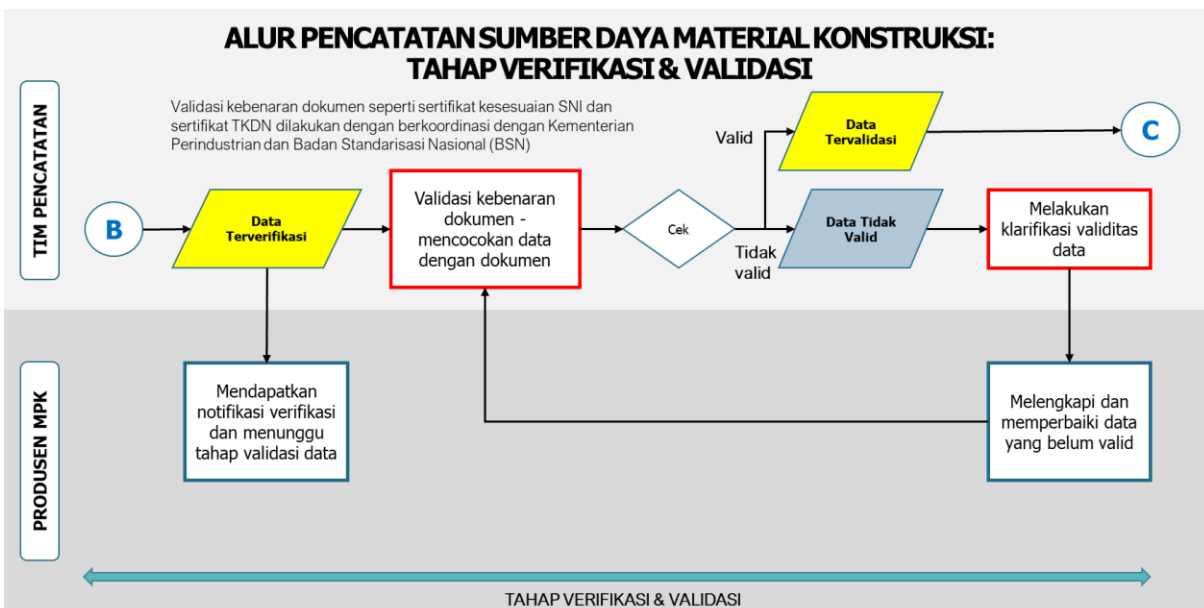 ALUR PENCATATAN SUMBER DAYA MATERIAL KONSTRUKSI:
TAHAP VERIFIKASI & VALIDASI
TIM PENCATATAN
Validasi kebenaran dokumen seperti sertifikat kesesuaian SNI dan
sertifikat TKDN dilakukan dengan berkoordinasi dengan Kementerian
Perindustrian dan Badan Standarisasi Nasional (BSN)
B
Data
Terverifikasi
Validasi kebenaran
dokumen -
mencocokan data
dengan dokumen
Cek
Valid
Data
Tervalidasi
C
Tidak
valid
Data Tidak
Valid
Melakukan
klarifikasi validitas
data
PRODUSEN MPK
Mendapatkan
notifikasi verifikasi
dan menunggu
tahap validasi data
Melengkapi dan
memperbaiki data
yang belum valid
TAHAP VERIFIKASI & VALIDASI